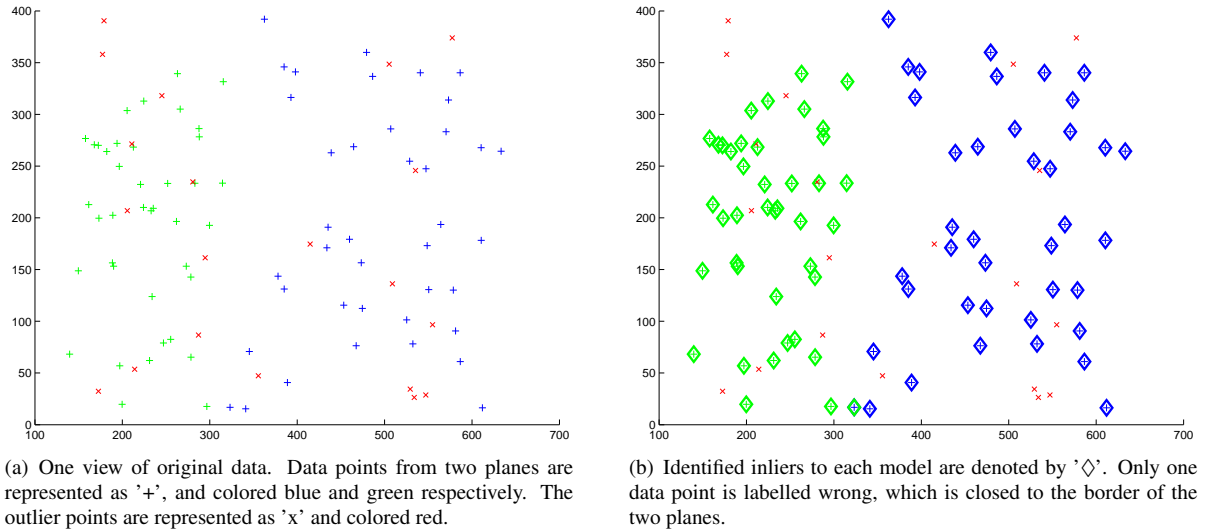 400
350
300
250
200
150
100
50
0
100 200 300 400 500 600 700
400
350
300
250
200
150
100
50
0
100 200 300 400 500 600 700
(a) One view of original data. Data points from two planes are
represented as ’+’, and colored blue and green respectively. The
outlier points are represented as ’x’ and colored red.
(b) Identified inliers to each model are denoted by ’◇’. Only one
data point is labelled wrong, which is closed to the border of the
two planes.